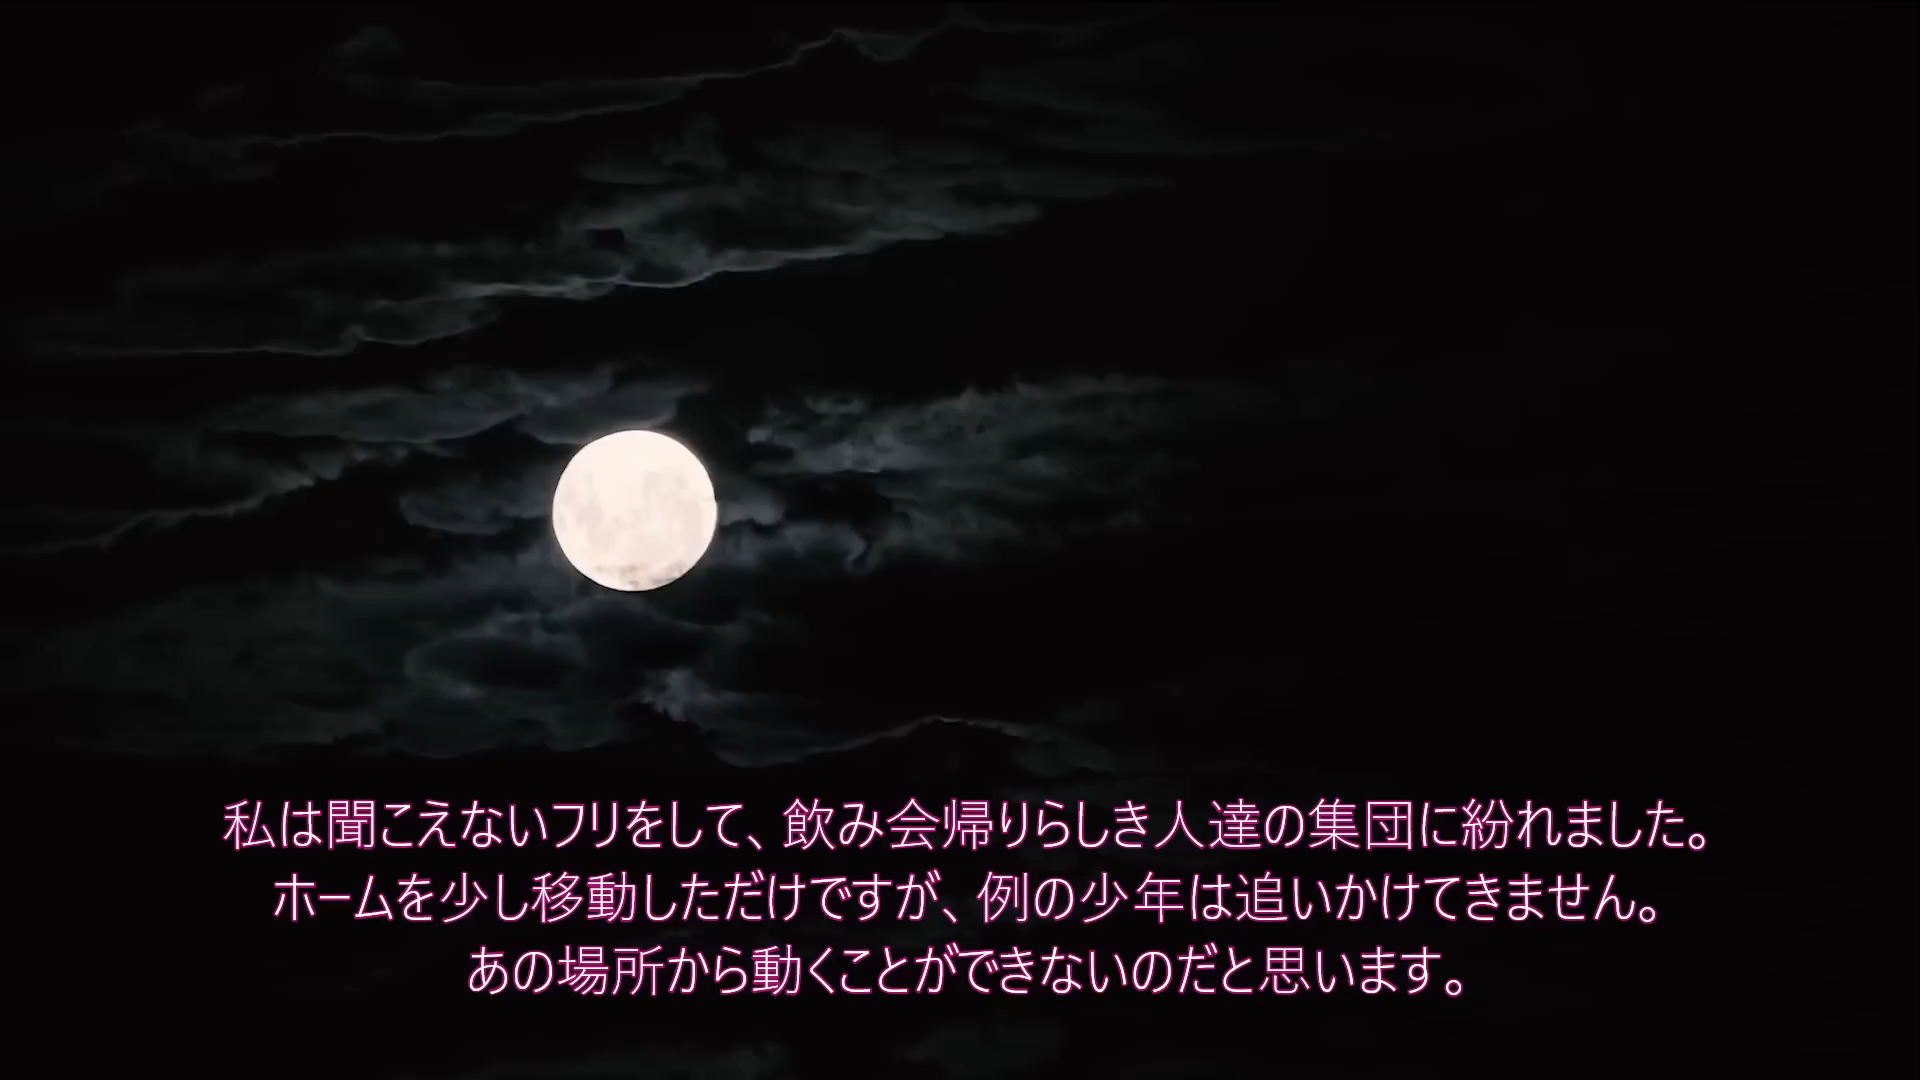 私は聞こえないフリをして、飲み会帰りらしき人達の集団に紛れました。
ホームを少し移動しただけですが、例の少年は追いかけてきません。
あの場所から動くことができないのだと思います。